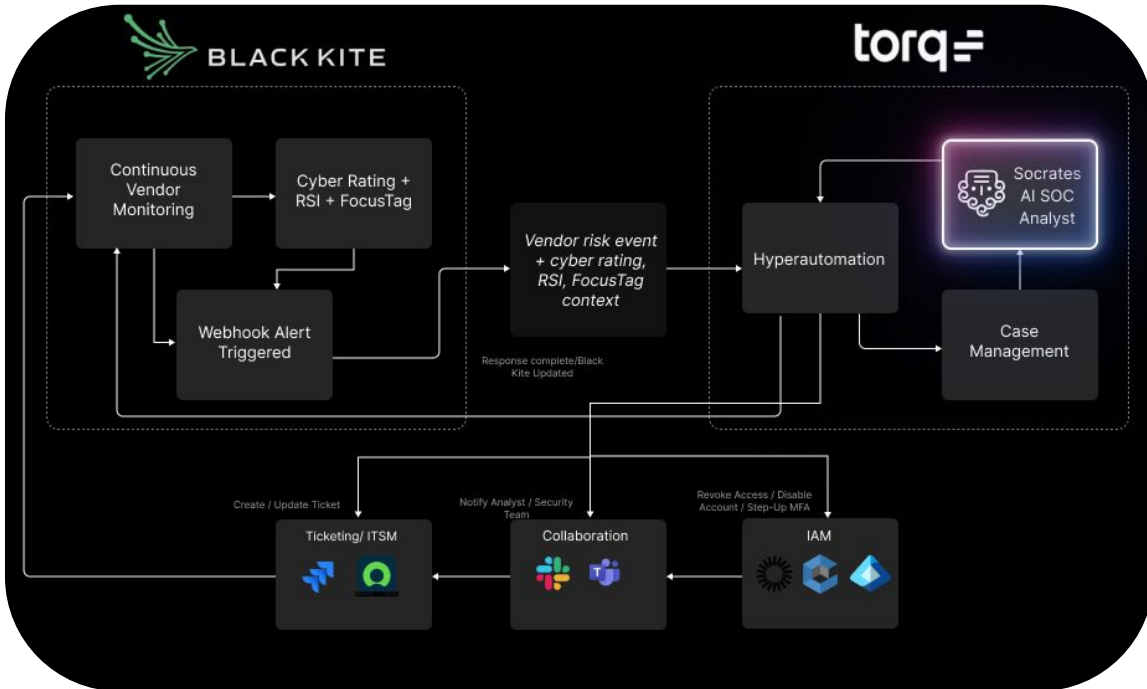 BLACK KITE
torq
Continuous
Vendor
Monitoring
Cyber Rating +
RSI + FocusTag
Webhook Alert
Triggered
Vendor risk event
+ cyber rating,
RSI, FocusTag
context
Response complete/Black
Kite Updated
Hyperautomation
Socrates
AI SOC
Analyst
Case
Management
Create / Update Ticket
Notify Analyst / Security
Team
Revoke Access / Disable
Account / Step-Up MFA
Ticketing/ ITSM
Collaboration
T
IAM